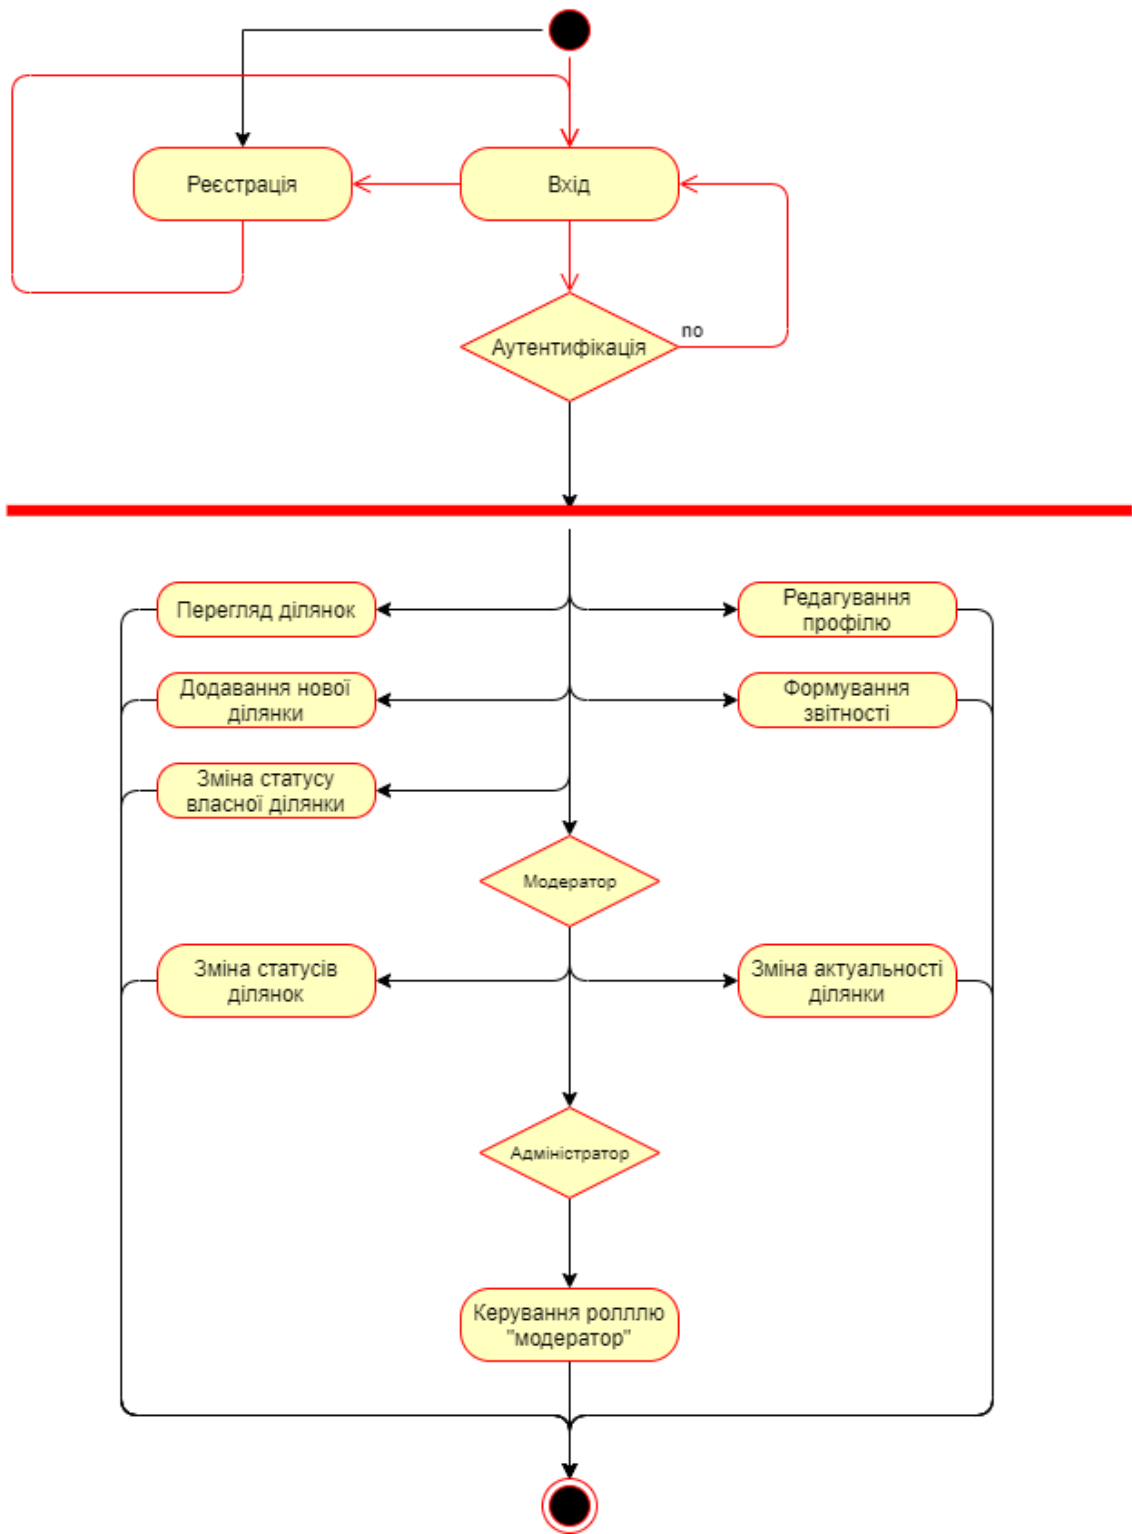 Реєстрація
Вхід
Аутентифікація
no
Перегляд ділянок
Редагування
профілю
Додавання нової
ділянки
Формування
звітності
Зміна статусу
власної ділянки
Модератор
Зміна статусів
ділянок
Зміна актуальності
ділянки
Адміністратор
Керування ролллю
"модератор"